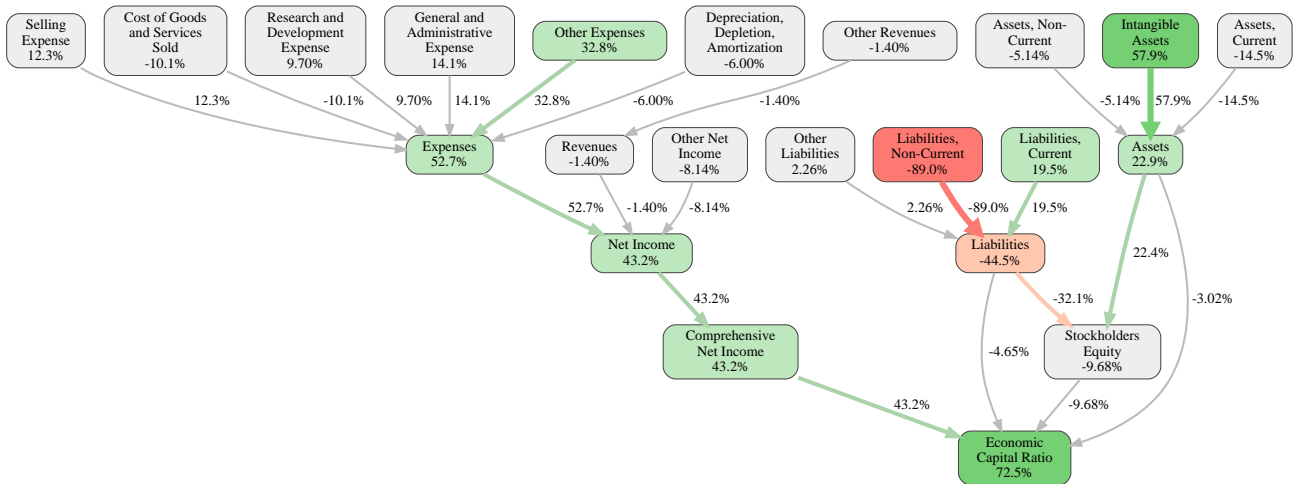 Selling
Expense
12.3%
Cost of Goods
and Services
Sold
-10.1%
Research and
Development
Expense
9.70%
General and
Administrative
Expense
14.1%
Other Expenses
32.8%
Depreciation,
Depletion,
Amortization
-6.00%
Other Revenues
-1.40%
Assets, Non-
Current
-5.14%
Intangible
Assets
57.9%
Assets,
Current
-14.5%
12.3%
-10.1%
9.70%
14.1%
32.8%
-6.00%
-1.40%
-5.14%
57.9%
-14.5%
Expenses
52.7%
Revenues
-1.40%
Other Net
Income
-8.14%
Other
Liabilities
2.26%
Liabilities,
Non-Current
-89.0%
Liabilities,
Current
19.5%
Assets
22.9%
52.7%
-1.40%
-8.14%
2.26%
-89.0%
19.5%
Net Income
43.2%
Liabilities
-44.5%
22.4%
43.2%
-32.1%
-3.02%
Comprehensive
Net Income
43.2%
-4.65%
Stockholders
Equity
-9.68%
43.2%
-9.68%
Economic
Capital Ratio
72.5%